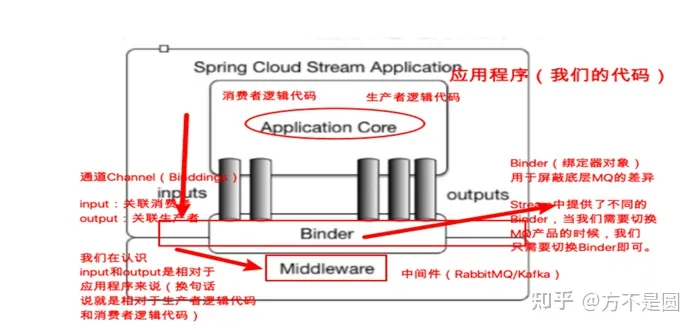 Spring Cloud Stream Application
应用程序（我们的代码）
消费者逻辑代码
生产者逻辑代码
Application Core
通道Channel（Binddings）
inputs
input：关联消费者
output：关联生产者
outputs
Binder（绑定器对象）
用于屏蔽底层MQ的差异
Stream中提供了不同的
Binder，当我们需要切换
MQ产品的时候，我们
只需要切换Binder即可。
Binder
我们在认识
input和output是相对于
应用程序来说（换句话
说就是相对于生产者逻辑代码
和消费者逻辑代码）
Middleware
中间件（RabbitMQ/Kafka）
知乎 @方不是圆